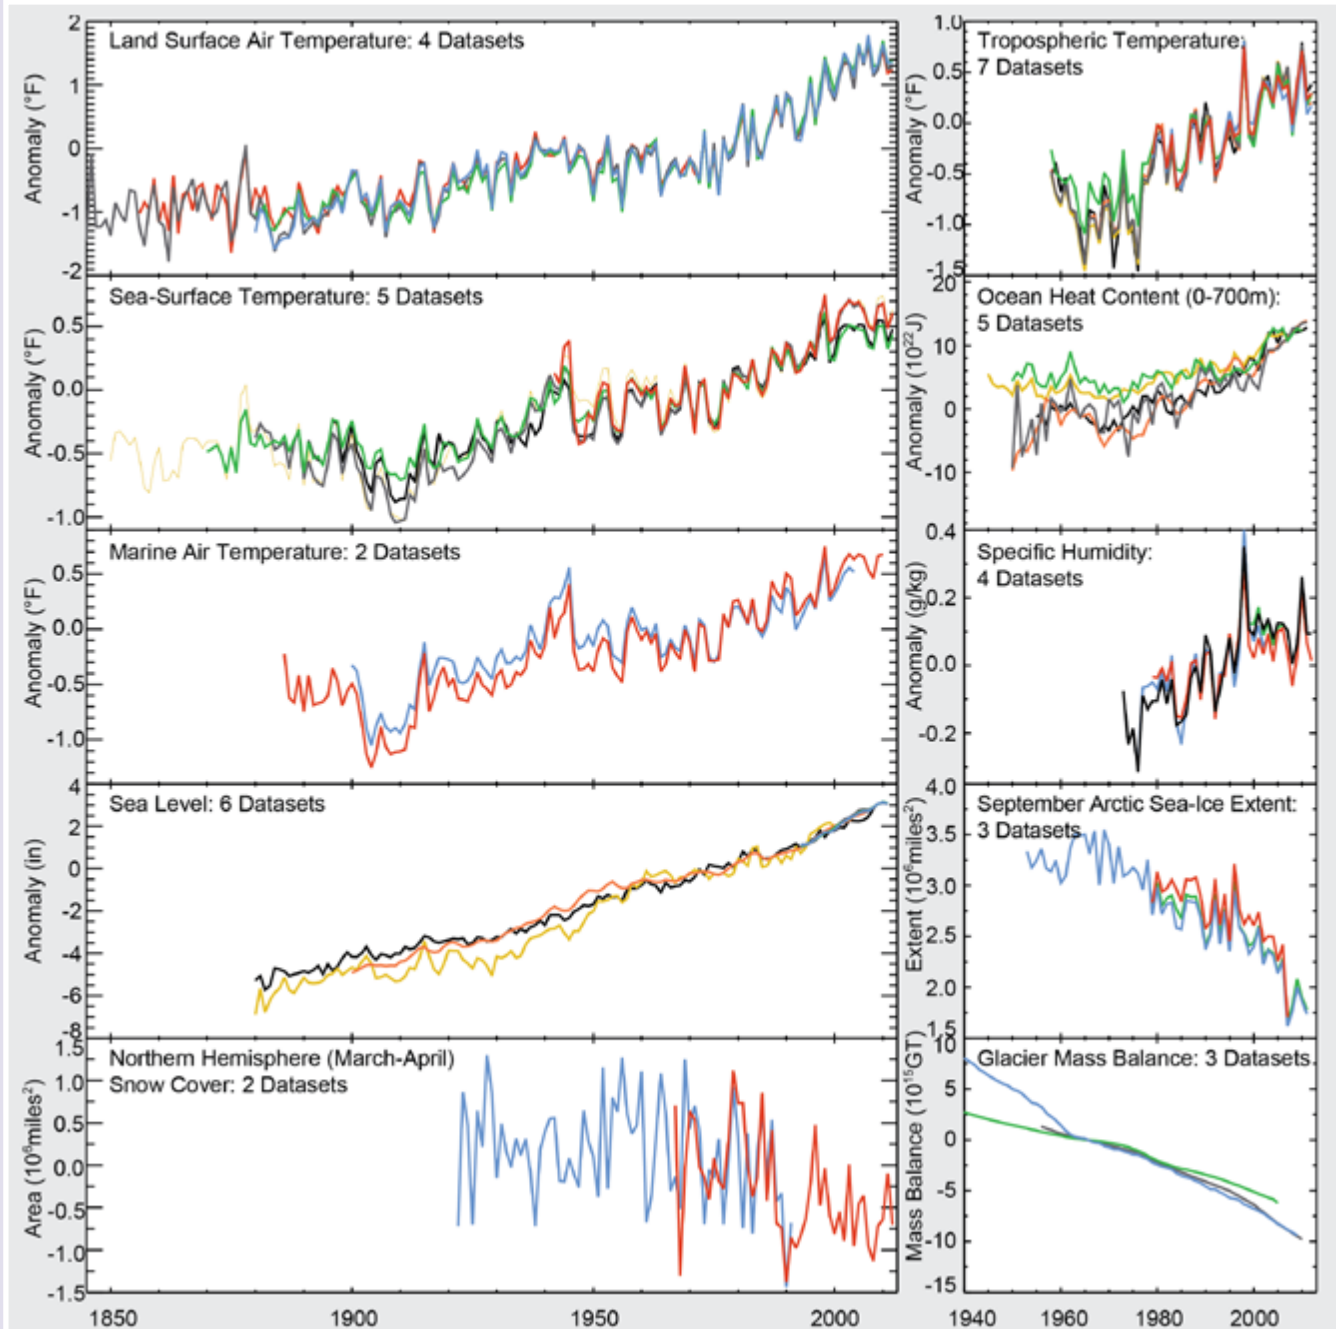 Land Surface Air Temperature: 4 Datasets
Anomaly (°F)
2
1
0
-1
-2
Sea-Surface Temperature: 5 Datasets
Anomaly (°F)
0.5
0.0
-0.5
-1.0
Marine Air Temperature: 2 Datasets
Anomaly (°F)
0.5
0.0
-0.5
-1.0
Sea Level: 6 Datasets
Anomaly (in)
4
2
0
-2
-4
-6
-8
Northern Hemisphere (March-April)
Snow Cover: 2 Datasets
Area (10⁶miles²)
1.5
1.0
0.5
0.0
-0.5
-1.0
-1.5
1850
1900
1950
2000
Tropospheric Temperature:
7 Datasets
Anomaly (°F)
1.0
0.5
0.0
-0.5
-1.0
-1.5
Ocean Heat Content (0-700m):
5 Datasets
Anomaly (10²²J)
20
10
0
-10
Specific Humidity:
4 Datasets
Anomaly (g/kg)
0.4
0.2
0.0
-0.2
September Arctic Sea-Ice Extent:
3 Datasets
Extent (10⁶miles²)
4.0
3.5
3.0
2.5
2.0
1.5
Glacier Mass Balance: 3 Datasets
Mass Balance (10¹⁵GT)
10
5
0
-5
-10
-15
1940
1960
1980
2000